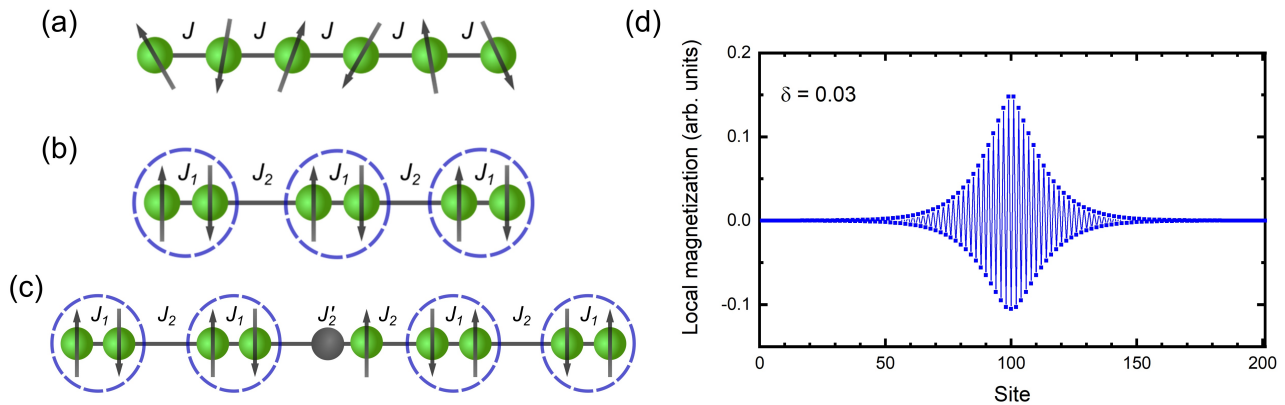 (a)
J J J J J
(b)
J1 J2 J1 J2 J1
(c)
J1 J2 J1 J2' J2 J1 J2 J1
(d)
δ = 0.03
Local magnetization (arb. units)
0.2
0.1
0.0
-0.1
0 50 100 150 200
Site